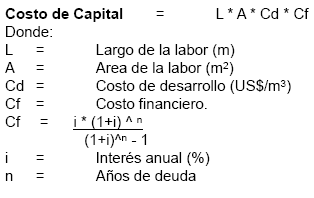 Costo de Capital = L * A * Cd * Cf
Donde:
L = Largo de la labor (m)
A = Area de la labor (m²)
Cd = Costo de desarrollo (US$/m³)
Cf = Costo financiero.
Cf = i * (1+i) ^ ⁿ
(1+i)^ⁿ - 1
i = Interés anual (%)
n = Años de deuda